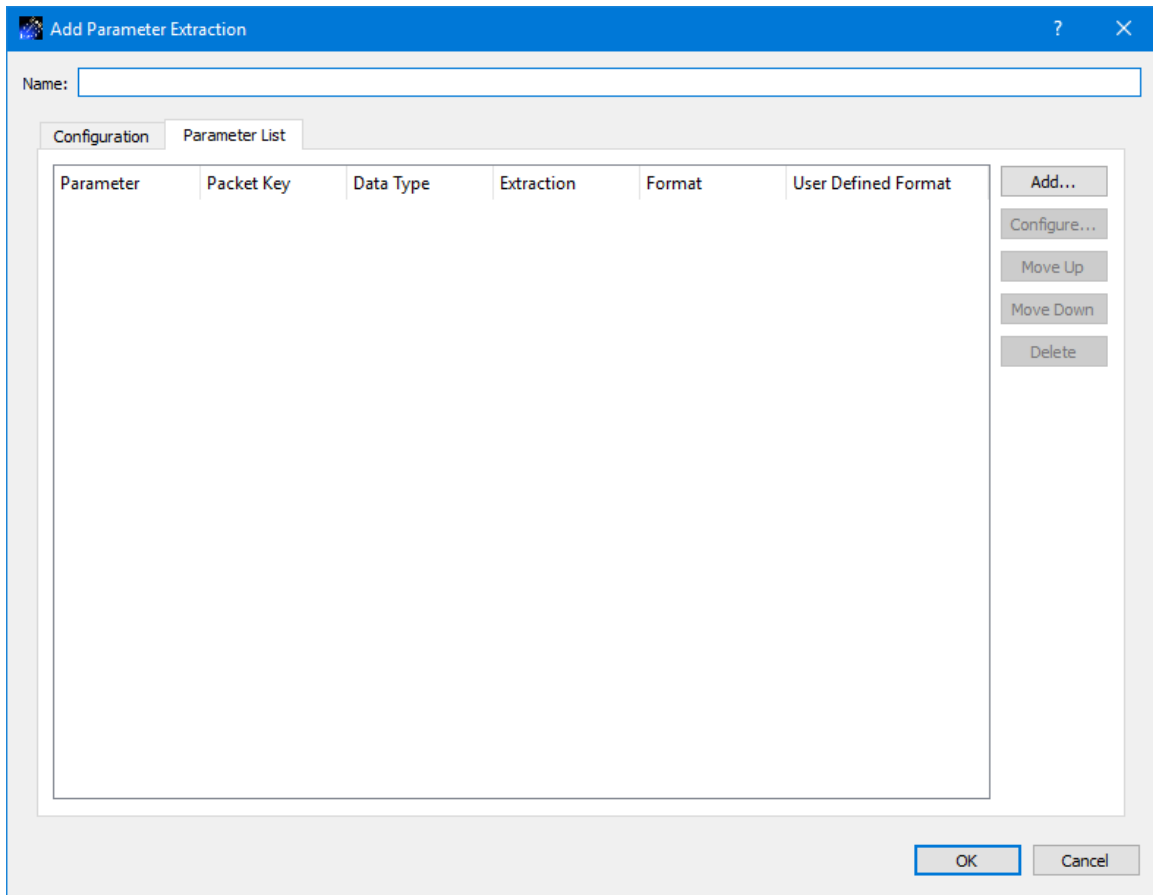 Add Parameter Extraction
?
Name:
Configuration Parameter List
Parameter Packet Key Data Type Extraction Format User Defined Format
Add...
Configure...
Move Up
Move Down
Delete
OK Cancel